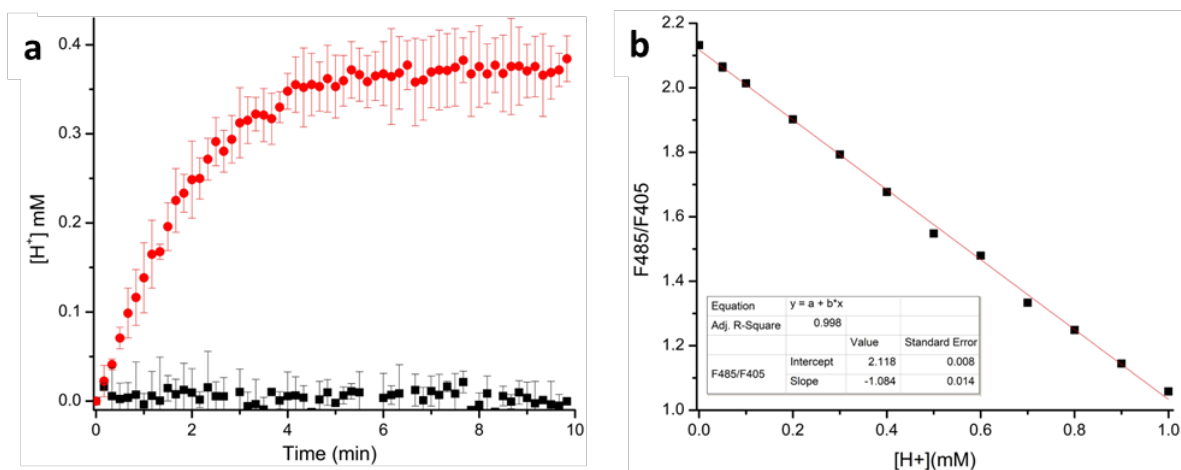 a
0.4
0.3
0.2
0.1
0.0
[H⁺] mM
0 2 4 6 8 10
Time (min)
b
2.2
2.0
1.8
1.6
1.4
1.2
1.0
F485/F405
Equation y = a + b*x
Adj. R-Square 0.998
Value Standard Error
F485/F405 Intercept 2.118 0.008
Slope -1.084 0.014
0.0 0.2 0.4 0.6 0.8 1.0
[H+](mM)